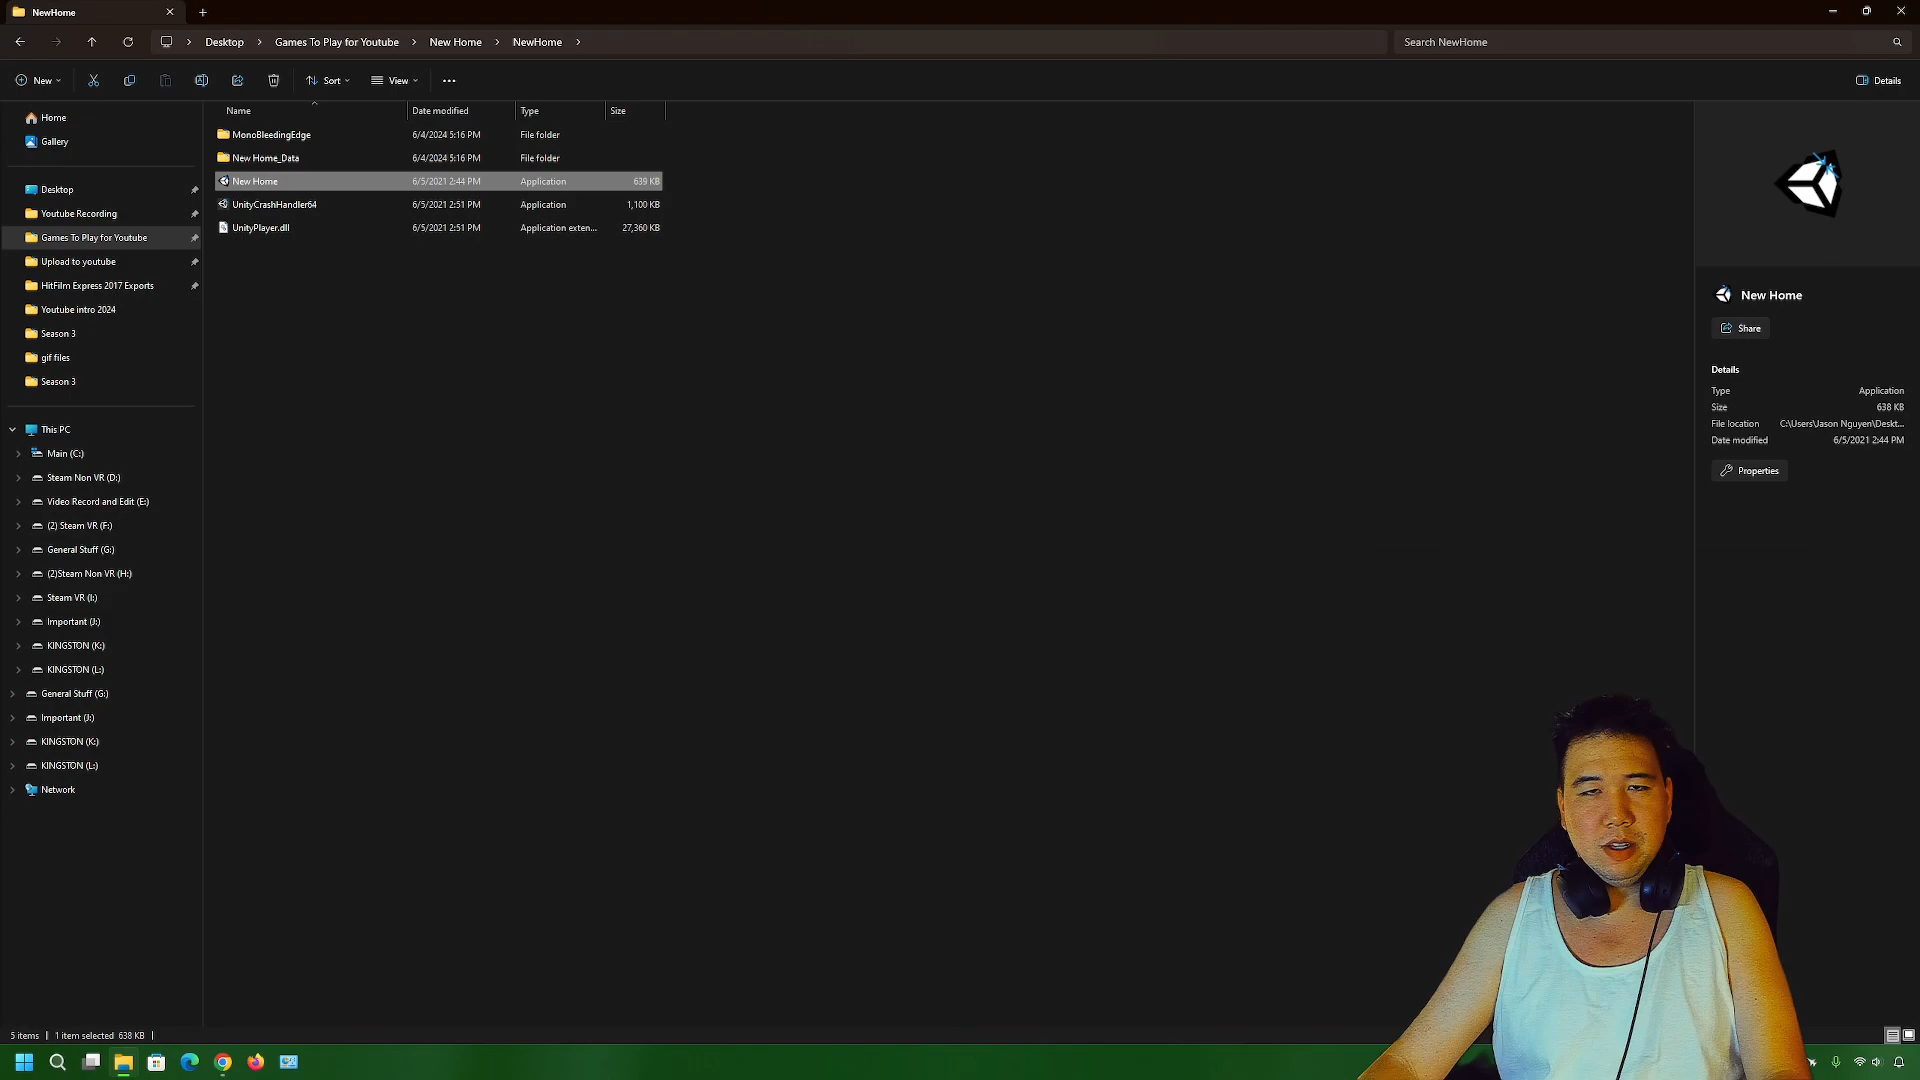 NewHome
Desktop > Games To Play for Youtube > New Home > NewHome >
Search NewHome
New
Sort
View
Details
Home
Gallery
Desktop
Youtube Recording
Games To Play for Youtube
Upload to youtube
HitFilm Express 2017 Exports
Youtube intro 2024
Season 3
gif files
Season 3
This PC
Main (C:)
Steam Non VR (D:)
Video Record and Edit (E:)
(2) Steam VR (F:)
General Stuff (G:)
(2)Steam Non VR (H:)
Steam VR (I:)
Important (J:)
KINGSTON (K:)
KINGSTON (L:)
General Stuff (G:)
Important (J:)
KINGSTON (K:)
KINGSTON (L:)
Network
Name Date modified Type Size
MonoBleedingEdge 6/4/2024 5:16 PM File folder
New Home_Data 6/4/2024 5:16 PM File folder
New Home 6/5/2021 2:44 PM Application 639 KB
UnityCrashHandler64 6/5/2021 2:51 PM Application 1,100 KB
UnityPlayer.dll 6/5/2021 2:51 PM Application exten... 27,360 KB
New Home
Share
Details
Type Application
Size 638 KB
File location C:\Users\Jason Nguyen\Deskt...
Date modified 6/5/2021 2:44 PM
Properties
5 items 1 item selected 638 KB